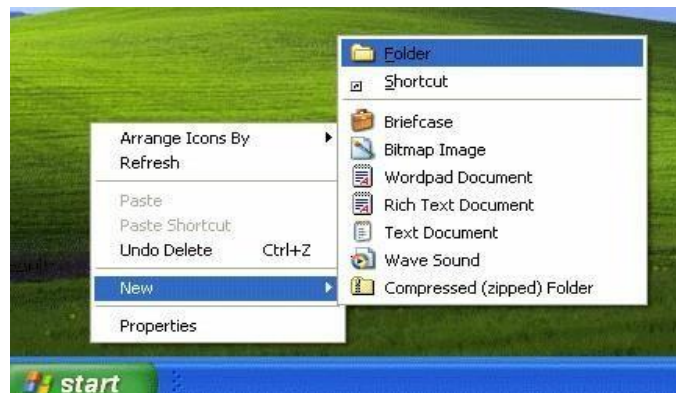 Arrange Icons By
Refresh
Paste
Paste Shortcut
Undo Delete Ctrl+Z
New
Properties
Folder
Shortcut
Briefcase
Bitmap Image
Wordpad Document
Rich Text Document
Text Document
Wave Sound
Compressed (zipped) Folder
start